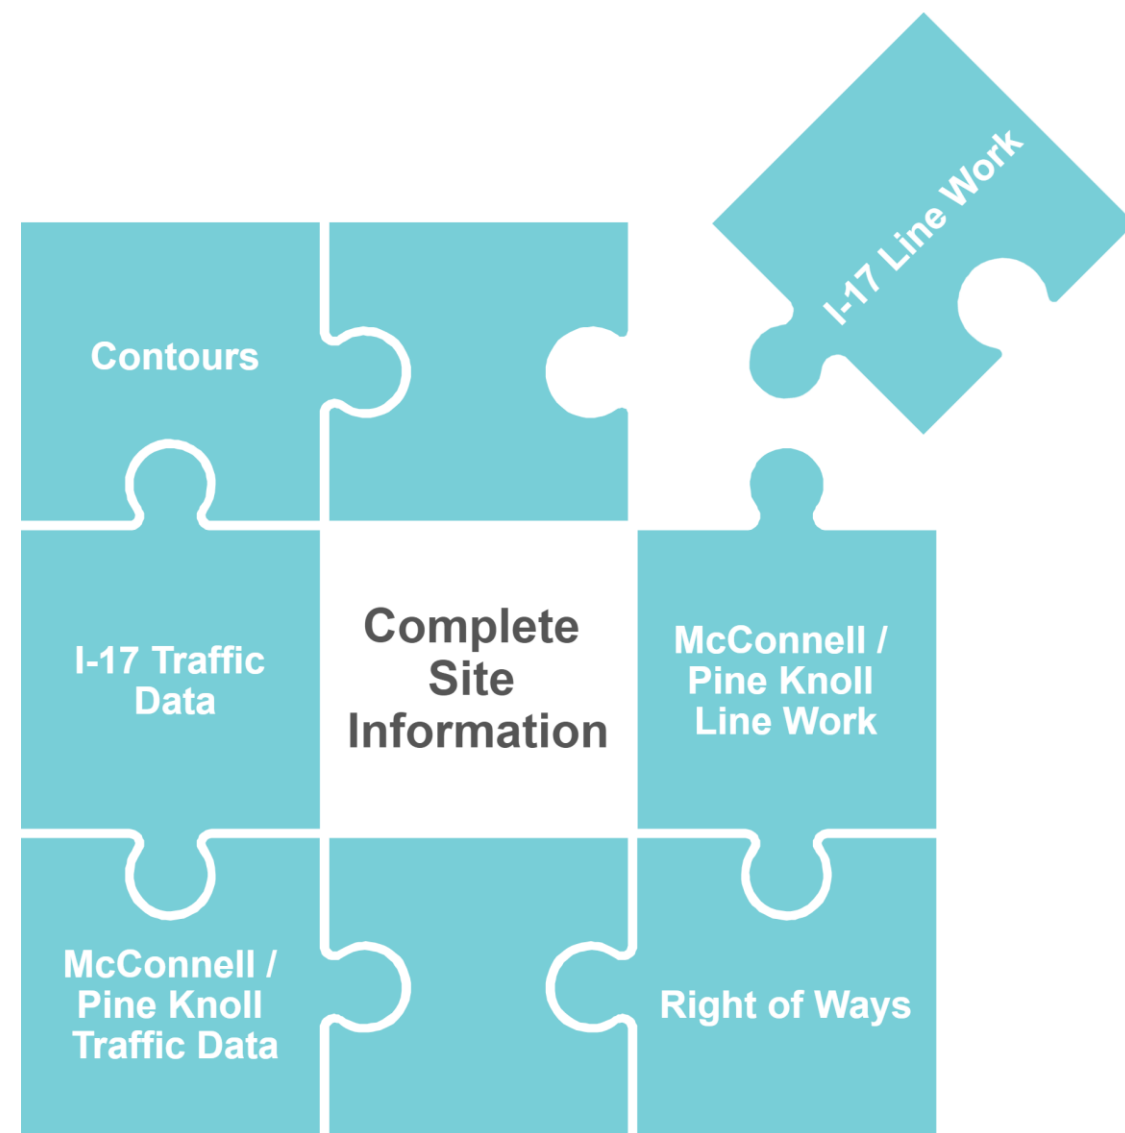 I-17 Line Work
Contours
I-17 Traffic
Data
Complete
Site
Information
McConnell /
Pine Knoll
Line Work
McConnell /
Pine Knoll
Traffic Data
Right of Ways